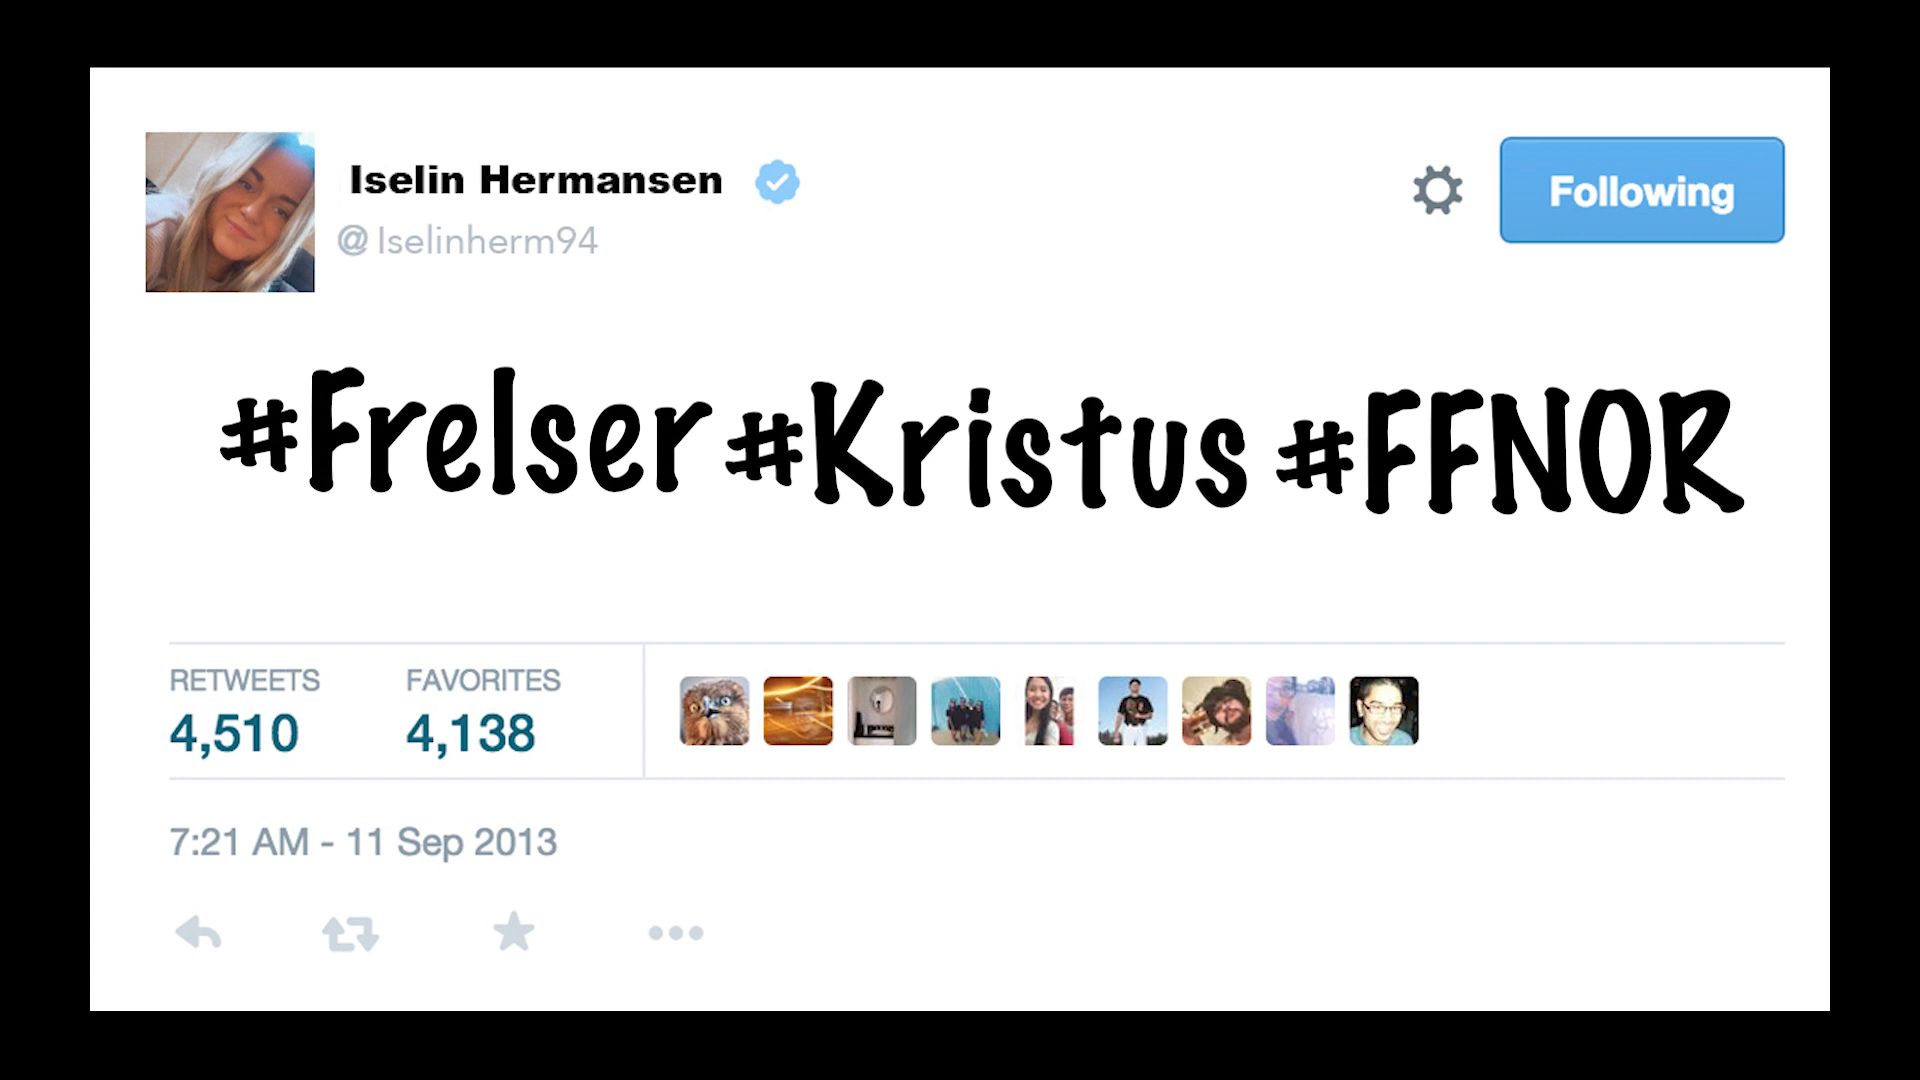 Iselin Hermansen
Following
@Iselinherm94
#Frelser #Kristus #FFNOR
RETWEETS FAVORITES
4,510 4,138
7:21 AM - 11 Sep 2013